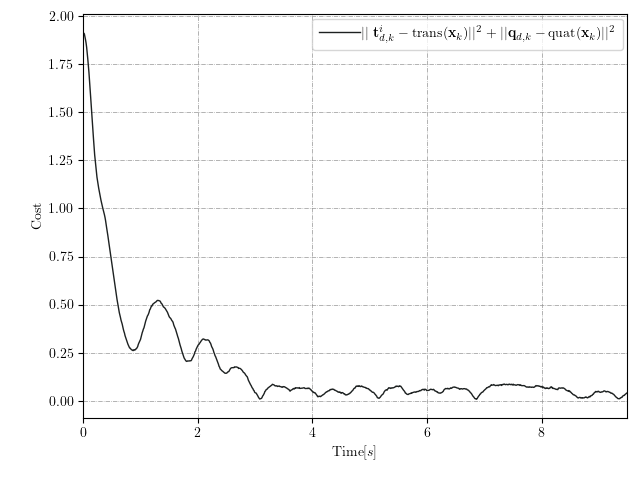 || t^i_{d,k} − trans(x_k)||^2 + ||q_{d,k} − quat(x_k)||^2
2.00
1.75
1.50
1.25
1.00
0.75
0.50
0.25
0.00
Cost
0 2 4 6 8
Time[s]